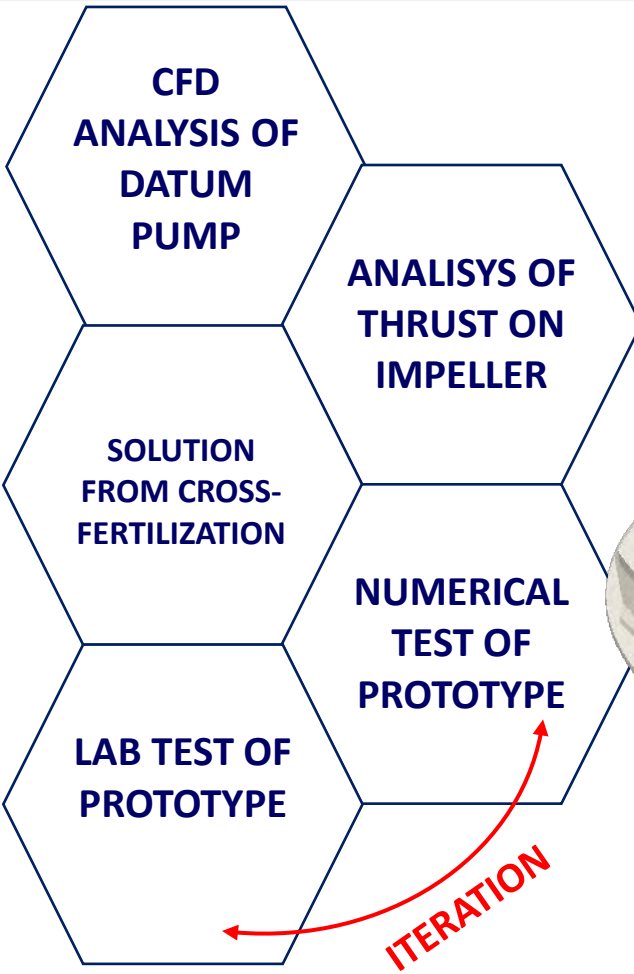 CFD
ANALYSIS OF
DATUM
PUMP
ANALISYS OF
THRUST ON
IMPELLER
SOLUTION
FROM CROSS-
FERTILIZATION
NUMERICAL
TEST OF
PROTOTYPE
LAB TEST OF
PROTOTYPE
ITERATION